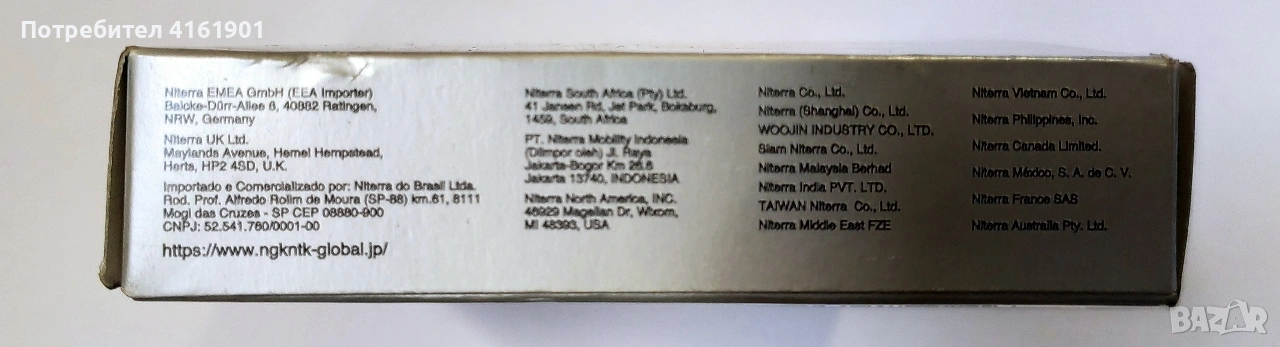 Потребител 4161901
Niterra EMEA GmbH (EEA Importer)
Balcke-Dürr-Allee 6, 40882 Ratingen,
NRW, Germany
Niterra UK Ltd.
Maylands Avenue, Hemel Hempstead,
Herts, HP2 4SD, U.K.
Importado e Comercializado por: Niterra do Brasil Ltda.
Rod. Prof. Alfredo Rolim de Moura (SP-88) km.61, 8111
Mogi das Cruzes - SP CEP 08880-900
CNPJ: 52.541.760/0001-00
https://www.ngkntk-global.jp/
Niterra South Africa (Pty) Ltd.
41 Jansen Rd, Jet Park, Boksburg,
1459, South Africa
PT. Niterra Mobility Indonesia
(Diimpor oleh) Jl. Raya
Jakarta-Bogor Km 26.6
Jakarta 13740, INDONESIA
Niterra North America, INC.
46929 Magellan Dr, Wixom,
MI 48393, USA
Niterra Co., Ltd.
Niterra (Shanghai) Co., Ltd.
WOOJIN INDUSTRY CO., LTD.
Siam Niterra Co., Ltd.
Niterra Malaysia Berhad
Niterra India PVT. LTD.
TAIWAN Niterra Co., Ltd.
Niterra Middle East FZE
Niterra Vietnam Co., Ltd.
Niterra Philippines, Inc.
Niterra Canada Limited.
Niterra México, S. A. de C. V.
Niterra France SAS
Niterra Australia Pty. Ltd.
BAZAR